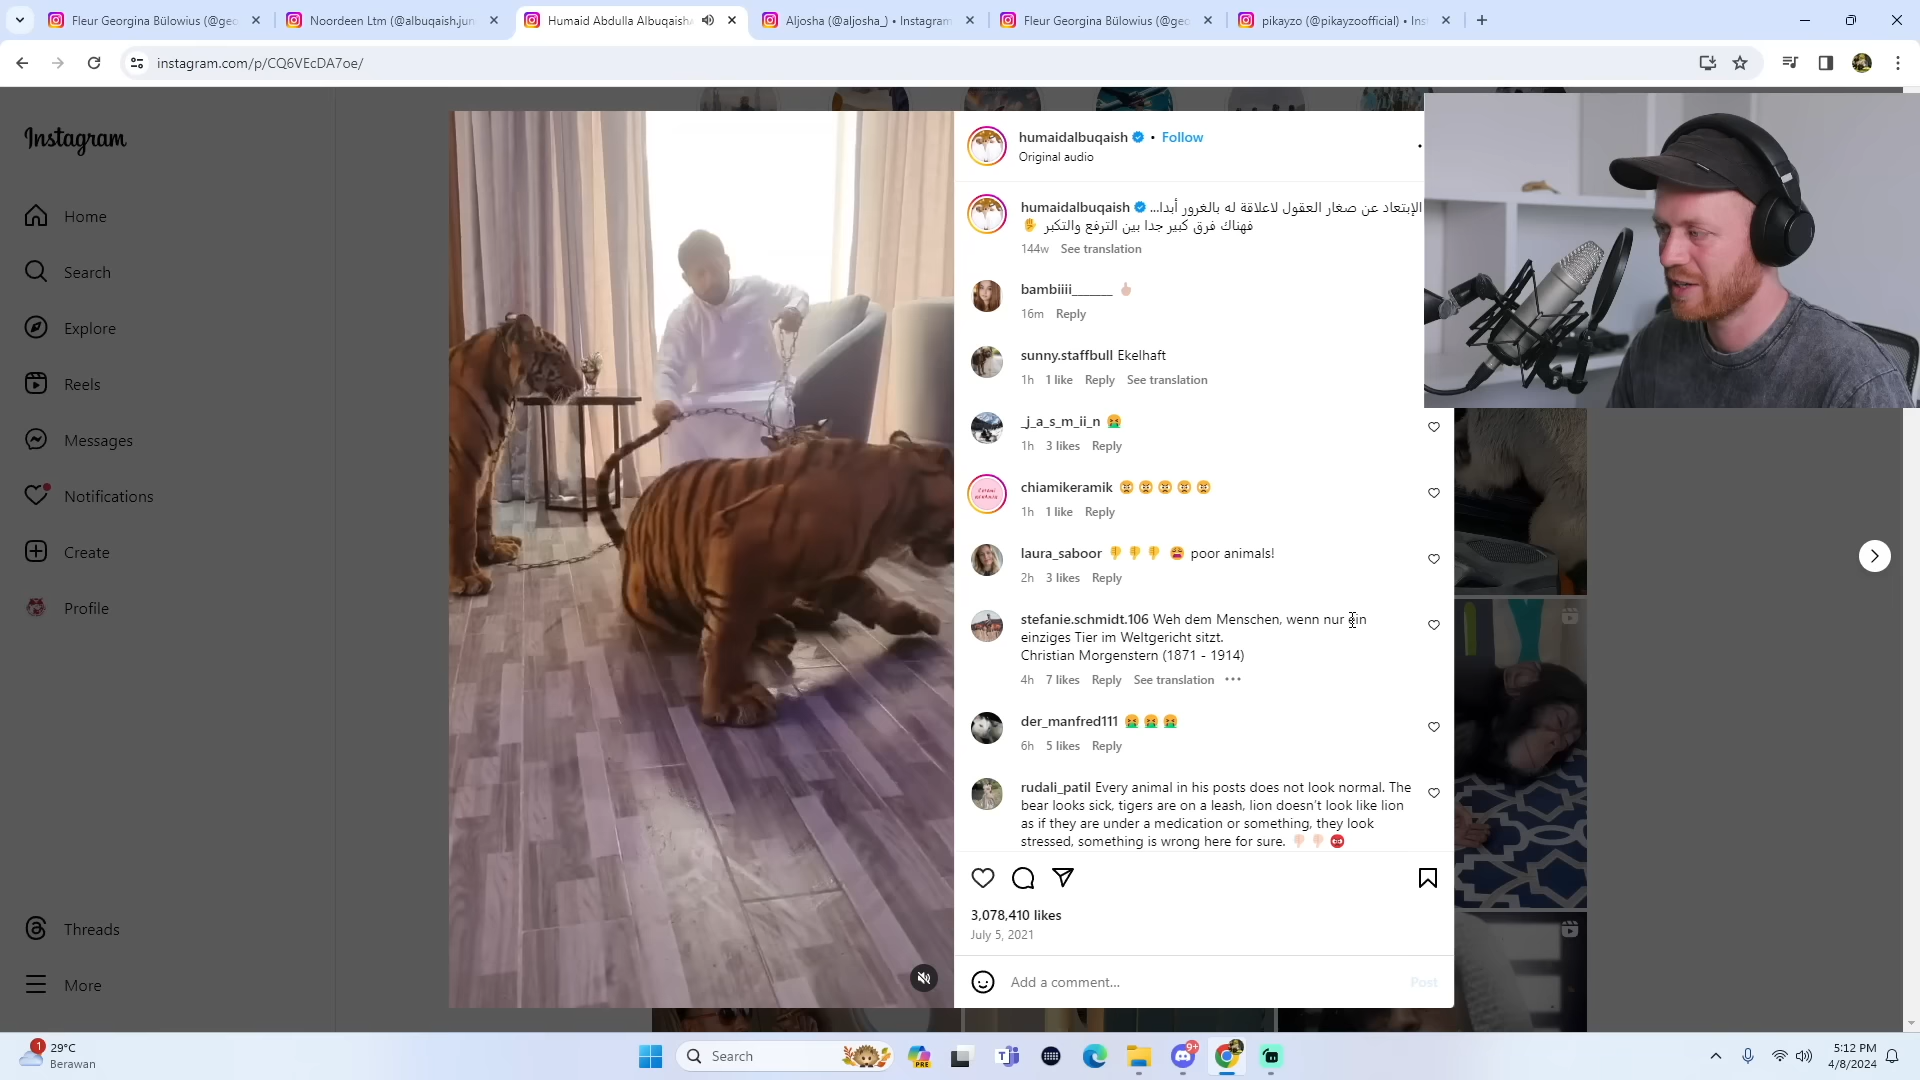 Fleur Georgina Bülowius (@geo
Noordeen Ltm (@albuqaish.jun
Humaid Abdulla Albuqaish
Aljosha (@aljosha_) • Instagram
Fleur Georgina Bülowius (@geo
pikayzo (@pikayzoofficial) • Ins
instagram.com/p/CQ6VEcDA7oe/
Instagram
Home
Search
Explore
Reels
Messages
Notifications
Create
Profile
Threads
More
humaidalbuqaish • Follow
Original audio
humaidalbuqaish الإبتعاد عن صغار العقول لاعلاقة له بالغرور أبدا...
فهناك فرق كبير جدا بين الترفع والتكبر ✋
144w See translation
bambiiii_______ 🖕🏻
16m Reply
sunny.staffbull Ekelhaft
1h 1 like Reply See translation
_j_a_s_m_ii_n 🤮
1h 3 likes Reply
chiamikeramik 😡 😡 😡 😡 😡
1h 1 like Reply
laura_saboor 👎 👎 👎 😩 poor animals!
2h 3 likes Reply
stefanie.schmidt.106 Weh dem Menschen, wenn nur ein
einziges Tier im Weltgericht sitzt.
Christian Morgenstern (1871 - 1914)
4h 7 likes Reply See translation •••
der_manfred111 🤮 🤮 🤮
6h 5 likes Reply
rudali_patil Every animal in his posts does not look normal. The
bear looks sick, tigers are on a leash, lion doesn't look like lion
as if they are under a medication or something, they look
stressed, something is wrong here for sure. 👎🏻 👎🏻 😡
3,078,410 likes
July 5, 2021
Add a comment...
Post
1
29°C
Berawan
Search
PRE
9+
5:12 PM
4/8/2024